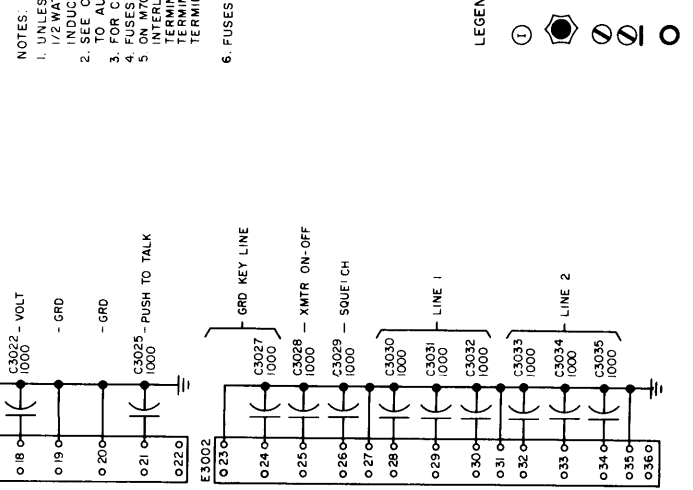 NOTES:
1. UNLES
1/2 WAT
INDUC
2. SEE C
TO AU
3. FOR C
4. FUSES
5. ON M70
INTERL
TERMIN
TERMIN
TERMI
6. FUSES
LEGEN
I
C3022 - VOLT
1000
- GRD
- GRD
C3025 - PUSH TO TALK
1000
18
19
20
21
22
E3002
GRD KEY LINE
C3027
1000
C3028 - XMTR ON-OFF
1000
C3029 - SQUELCH
1000
C3030
1000
C3031
1000
C3032
1000
LINE 1
C3033
1000
C3034
1000
C3035
1000
LINE 2
23
24
25
26
27
28
29
30
31
32
33
34
35
36